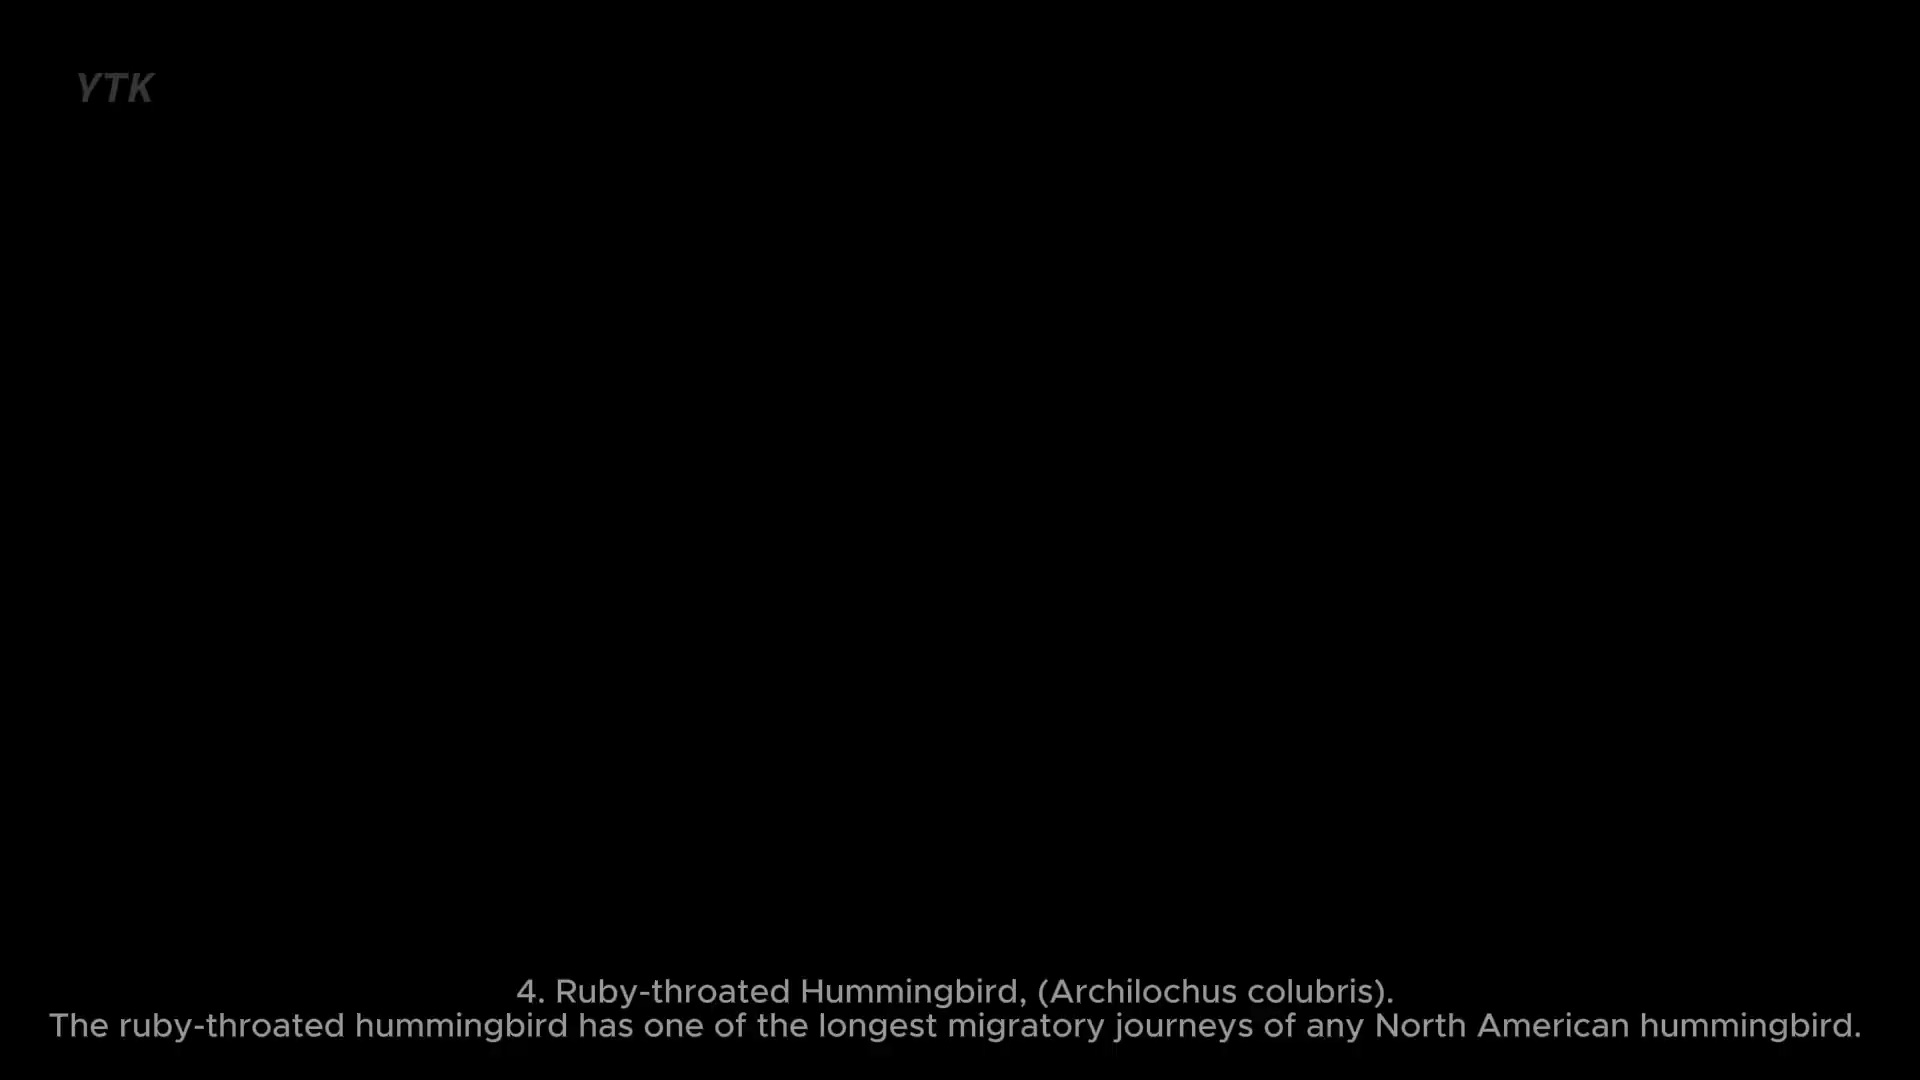 YTK
4. Ruby-throated Hummingbird, (Archilochus colubris).
The ruby-throated hummingbird has one of the longest migratory journeys of any North American hummingbird.